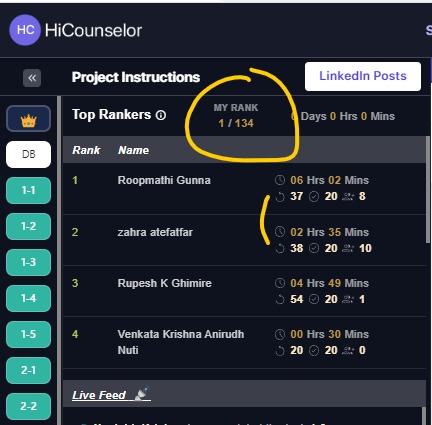 HC HiCounselor S
« Project Instructions LinkedIn Posts
Top Rankers MY RANK
1 / 134
0 Days 0 Hrs 0 Mins
DB
Rank Name
1-1
1 Roopmathi Gunna 06 Hrs 02 Mins
37 20 8
1-2
2 zahra atefatfar 02 Hrs 35 Mins
38 20 10
1-3
3 Rupesh K Ghimire 04 Hrs 49 Mins
54 20 1
1-4
1-5
4 Venkata Krishna Anirudh Nuti 00 Hrs 30 Mins
20 20 0
2-1
2-2
Live Feed